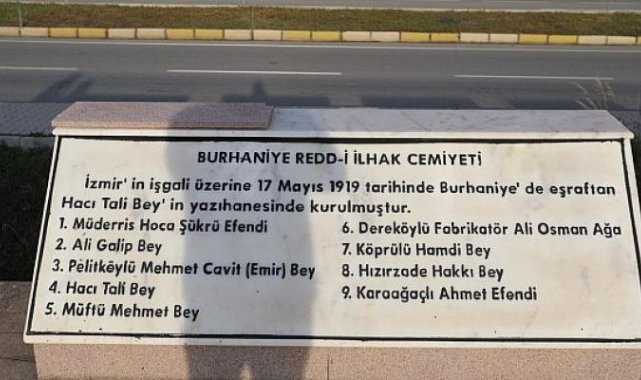 BURHANİYE REDD-İ İLHAK CEMİYETİ
İzmir' in işgali üzerine 17 Mayıs 1919 tarihinde Burhaniye' de eşraftan
Hacı Tali Bey' in yazıhanesinde kurulmuştur.
1. Müderris Hoca Şükrü Efendi
2. Ali Galip Bey
3. Pelitköylü Mehmet Cavit (Emir) Bey
4. Hacı Tali Bey
5. Müftü Mehmet Bey
6. Dereköylü Fabrikatör Ali Osman Ağa
7. Köprülü Hamdi Bey
8. Hızırzade Hakkı Bey
9. Karaağaçlı Ahmet Efendi